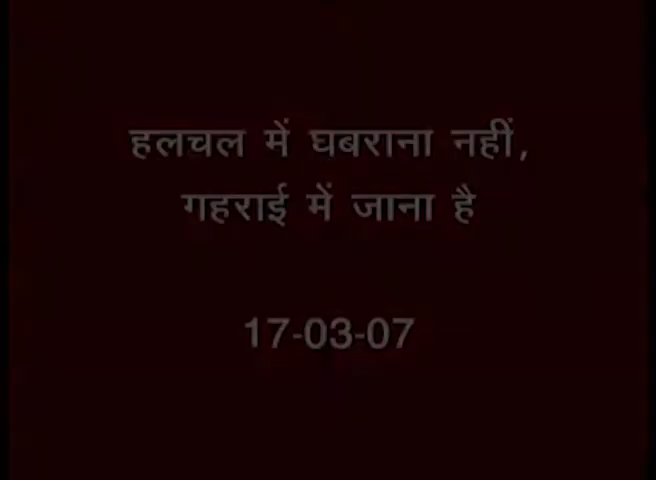 हलचल में घबराना नहीं,
गहराई में जाना है
17-03-07